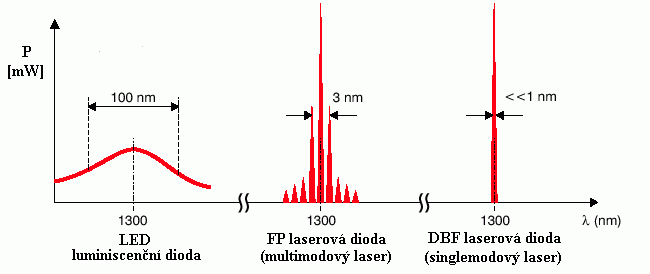 P
[mW]
100 nm
3 nm
<<1 nm
1300
1300
1300
λ (nm)
LED
luminiscenční dioda
FP laserová dioda
(multimodový laser)
DBF laserová dioda
(singlemodový laser)